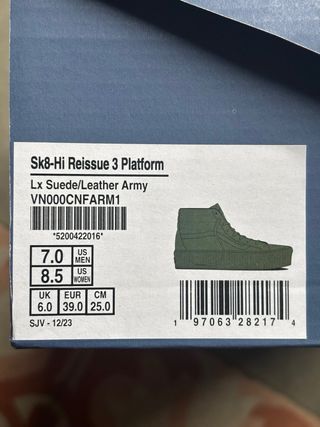 Sk8-Hi Reissue 3 Platform
Lx Suede/Leather Army
VN000CNFARM1
*5200422016*
7.0 US MEN
8.5 US WOMEN
UK EUR CM
6.0 39.0 25.0
SJV - 12/23
1 97063 28217 4